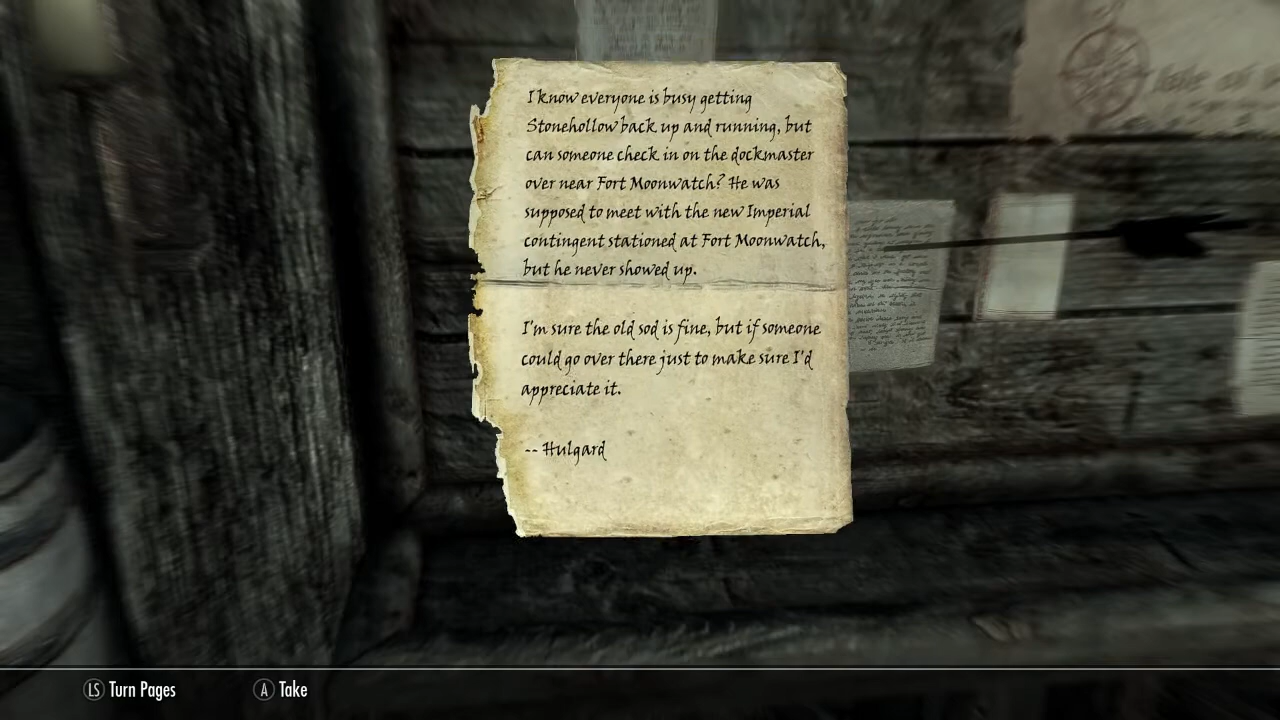 I know everyone is busy getting
Stonehollow back up and running, but
can someone check in on the dockmaster
over near Fort Moonwatch? He was
supposed to meet with the new Imperial
contingent stationed at Fort Moonwatch,
but he never showed up.
I'm sure the old sod is fine, but if someone
could go over there just to make sure I'd
appreciate it.
-- Hulgard
LS Turn Pages
A Take